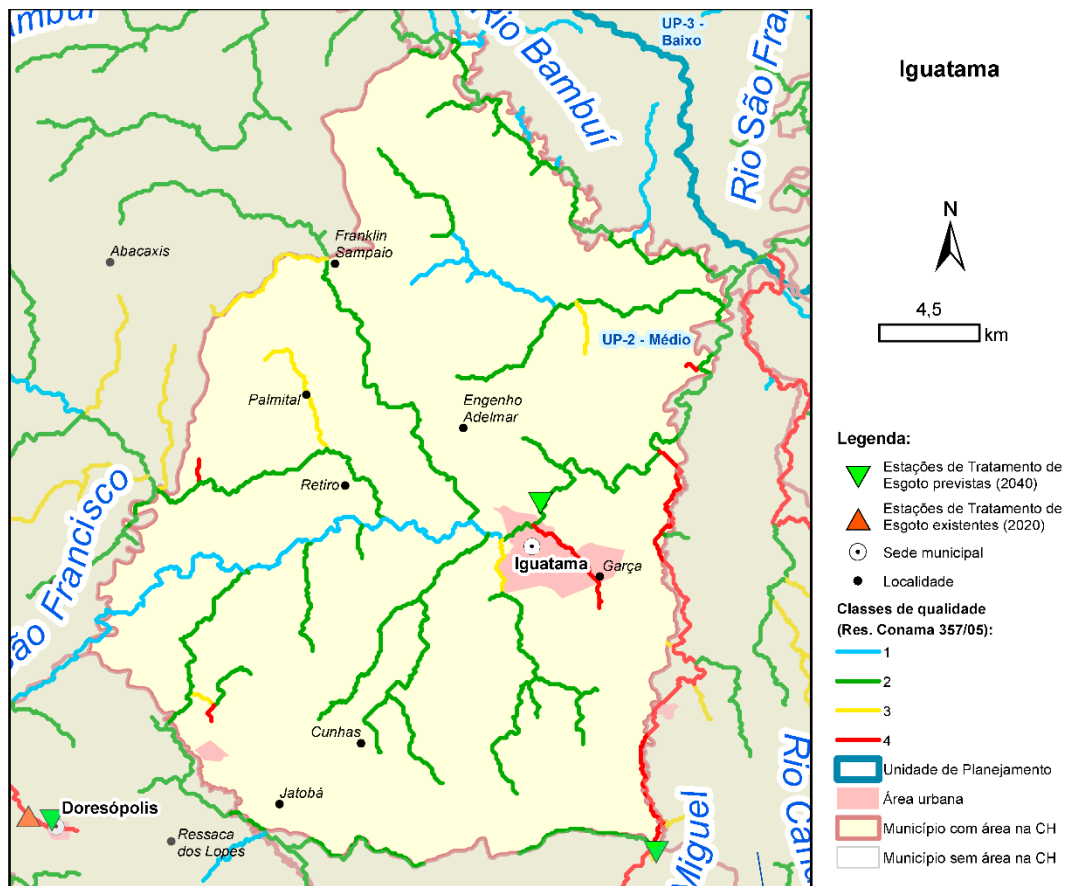 ambuí
Rio Bambuí
UP-3 -
Baixo
Rio São Fran
Abacaxis
Franklin
Sampaio
UP-2 - Médio
Palmital
Engenho
Adelmar
São Francisco
Retiro
Iguatama
Garça
Cunhas
Jatobá
Doresópolis
Ressaca
dos Lopes
Miguel
Rio Can
Iguatama
N
4,5
km
Legenda:
Estações de Tratamento de
Esgoto previstas (2040)
Estações de Tratamento de
Esgoto existentes (2020)
Sede municipal
Localidade
Classes de qualidade
(Res. Conama 357/05):
1
2
3
4
Unidade de Planejamento
Área urbana
Município com área na CH
Município sem área na CH